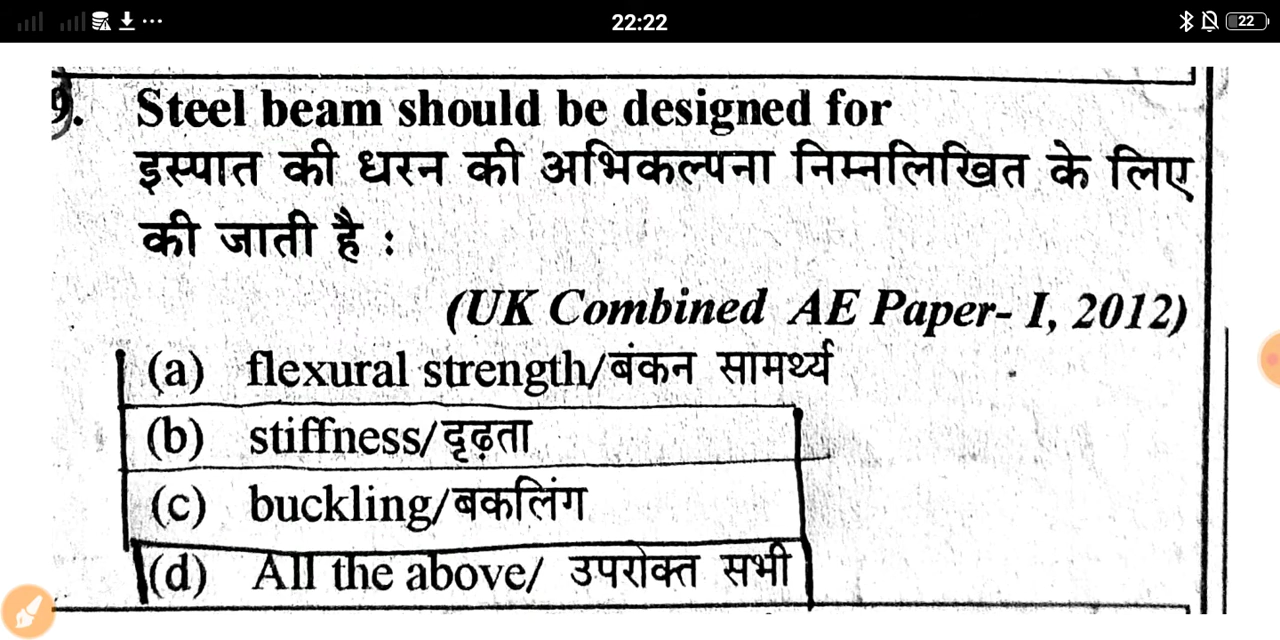 22:22
22
9. Steel beam should be designed for
इस्पात की धरन की अभिकल्पना निम्नलिखित के लिए
की जाती है :
(UK Combined AE Paper- I, 2012)
(a) flexural strength/बंकन सामर्थ्य
(b) stiffness/दृढ़ता
(c) buckling/बकलिंग
(d) All the above/ उपरोक्त सभी